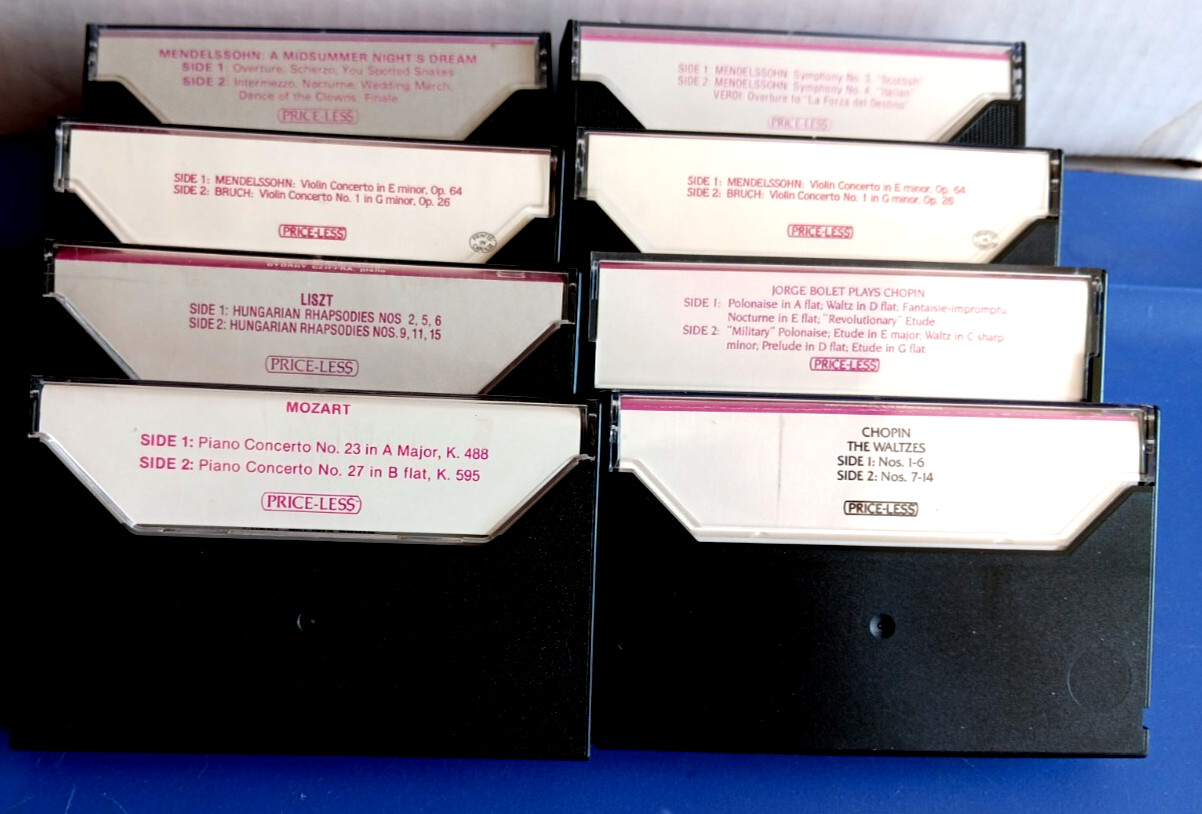 MENDELSSOHN: A MIDSUMMER NIGHT'S DREAM
SIDE 1: Overture, Scherzo, You Spotted Snakes
SIDE 2: Intermezzo, Nocturne, Wedding March,
Dance of the Clowns, Finale
PRICE-LESS
SIDE 1: MENDELSSOHN: Symphony No. 3, "Scottish"
SIDE 2: MENDELSSOHN: Symphony No. 4, "Italian"
VERDI: Overture to "La Forza del Destino"
PRICE-LESS
SIDE 1: MENDELSSOHN: Violin Concerto in E minor, Op. 64
SIDE 2: BRUCH: Violin Concerto No. 1 in G minor, Op. 26
PRICE-LESS
SIDE 1: MENDELSSOHN: Violin Concerto in E minor, Op. 64
SIDE 2: BRUCH: Violin Concerto No. 1 in G minor, Op. 26
PRICE-LESS
piano
LISZT
SIDE 1: HUNGARIAN RHAPSODIES NOS 2, 5, 6
SIDE 2: HUNGARIAN RHAPSODIES NOS. 9, 11, 15
PRICE-LESS
JORGE BOLET PLAYS CHOPIN
SIDE 1: Polonaise in A flat; Waltz in D flat, Fantaisie-impromptu
Nocturne in E flat; "Revolutionary" Etude
SIDE 2: "Military" Polonaise; Etude in E major, Waltz in C sharp
minor; Prelude in D flat; Etude in G flat
PRICE-LESS
MOZART
SIDE 1: Piano Concerto No. 23 in A Major, K. 488
SIDE 2: Piano Concerto No. 27 in B flat, K. 595
PRICE-LESS
CHOPIN
THE WALTZES
SIDE 1: Nos. 1-6
SIDE 2: Nos. 7-14
PRICE-LESS